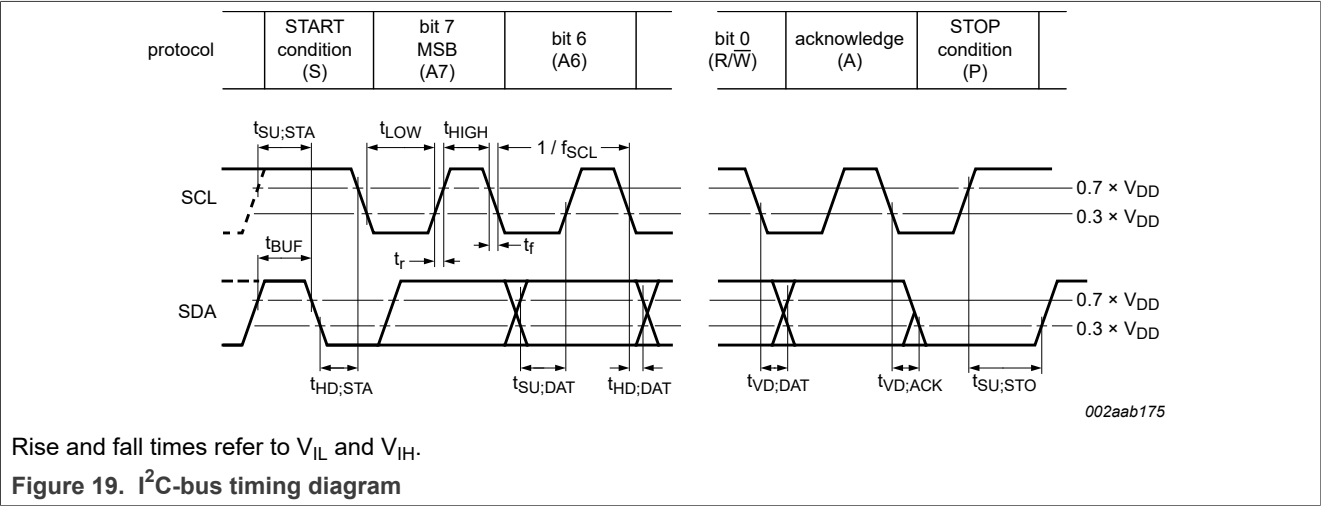 protocol
START condition (S)
bit 7 MSB (A7)
bit 6 (A6)
bit 0 (R/W̅)
acknowledge (A)
STOP condition (P)
tSU;STA
tLOW
tHIGH
1 / fSCL
SCL
0.7 × VDD
0.3 × VDD
tBUF
tr
tf
SDA
0.7 × VDD
0.3 × VDD
tHD;STA
tSU;DAT
tHD;DAT
tVD;DAT
tVD;ACK
tSU;STO
002aab175
Rise and fall times refer to VIL and VIH.
Figure 19. I²C-bus timing diagram